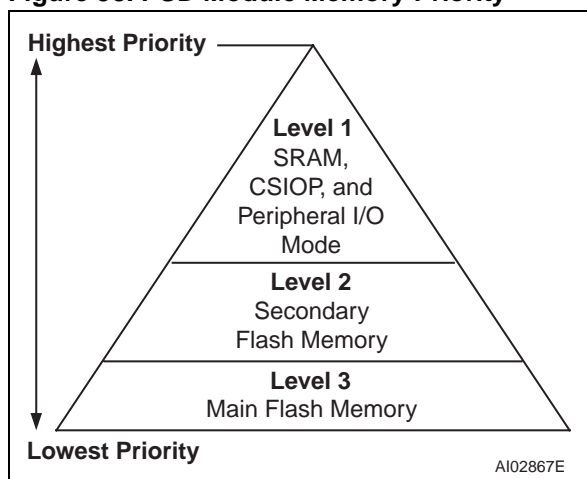 Figure PSD Module Memory Priority
Highest Priority
Level 1
SRAM,
CSIOP, and
Peripheral I/O
Mode
Level 2
Secondary
Flash Memory
Level 3
Main Flash Memory
Lowest Priority
AI02867E